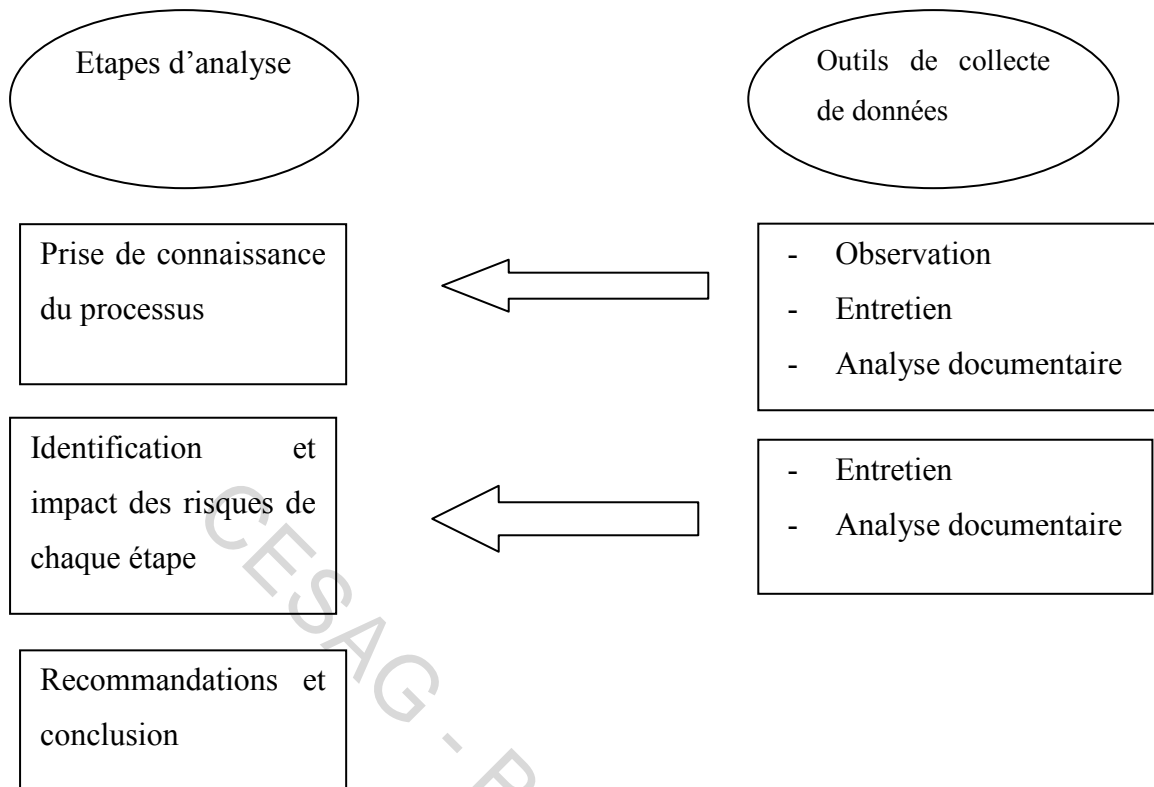 Etapes d'analyse
Outils de collecte
de données
Prise de connaissance
du processus
- Observation
- Entretien
- Analyse documentaire
Identification et
impact des risques de
chaque étape
- Entretien
- Analyse documentaire
Recommandations et
conclusion
CESAG -